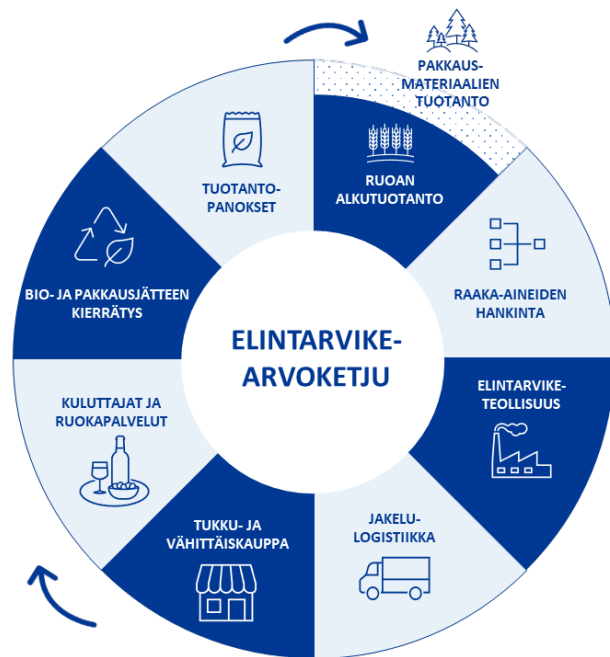 PAKKAUS-
MATERIAALIEN
TUOTANTO
RUOAN
ALKUTUOTANTO
RAAKA-AINEIDEN
HANKINTA
ELINTARVIKE-
TEOLLISUUS
JAKELU-
LOGISTIIKKA
TUKKU- JA
VÄHITTÄISKAUPPA
KULUTTAJAT JA
RUOKAPALVELUT
BIO- JA PAKKAUSJÄTTEEN
KIERRÄTYS
TUOTANTO-
PANOKSET
ELINTARVIKE-
ARVOKETJU